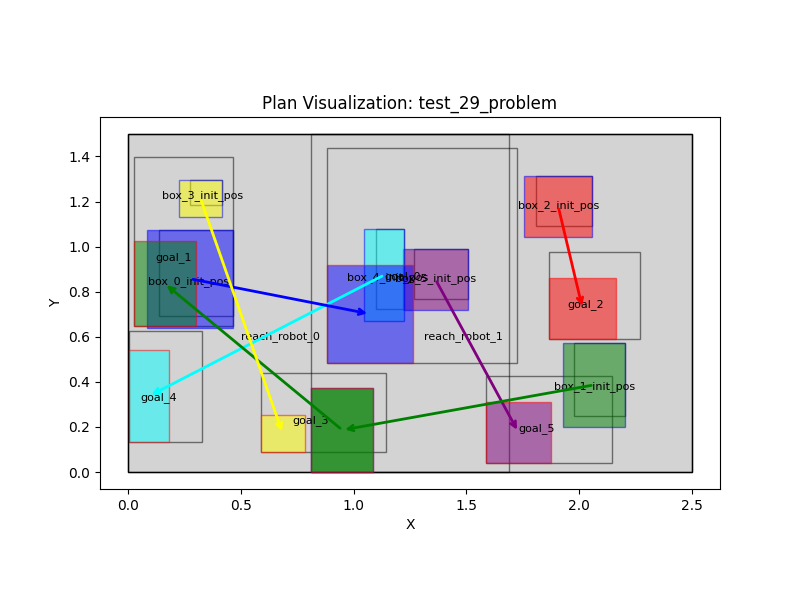 Plan Visualization: test_29_problem
1.4
1.2
1.0
0.8
0.6
0.4
0.2
0.0
Y
box_3_init_pos
box_2_init_pos
goal_1
box_0_init_pos
goal_2
reach_robot_0
reach_robot_1
goal_4
box_1_init_pos
goal_3
goal_5
0.0
0.5
1.0
1.5
2.0
2.5
X